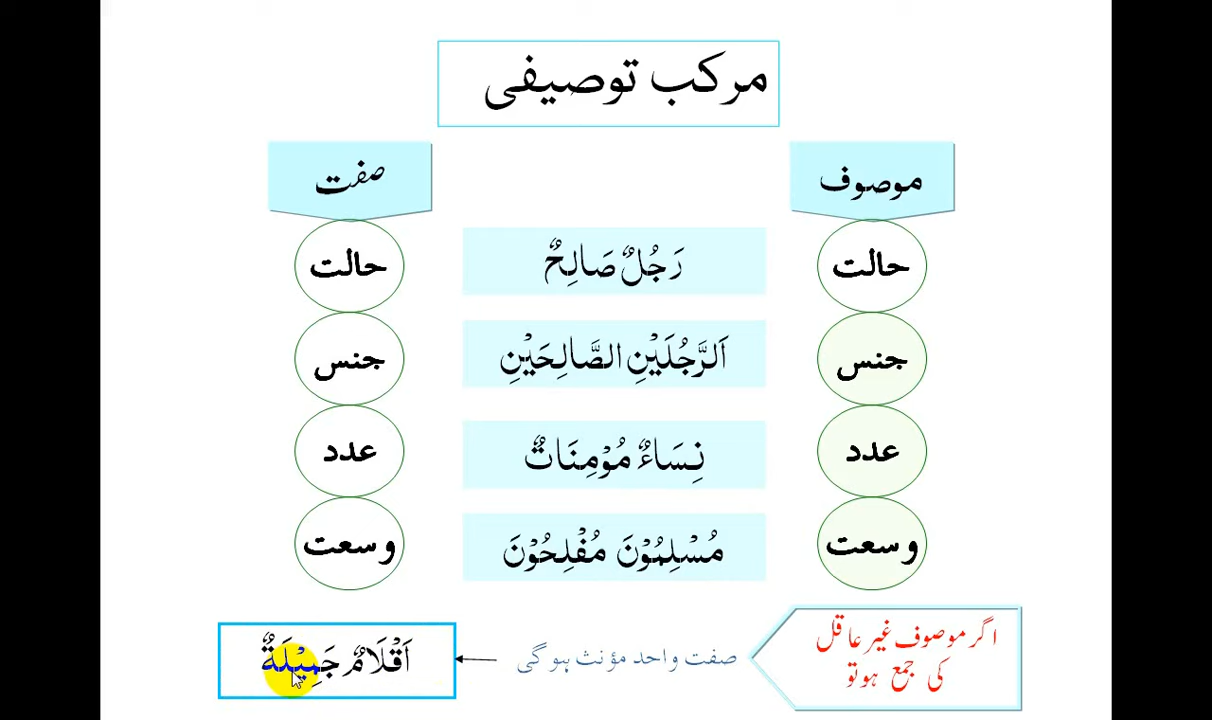 مرکب توصیفی
موصوف
صفت
حالت
رَجُلٌ صَالِحٌ
حالت
جنس
اَلرَّجُلَيْنِ الصَّالِحَيْنِ
جنس
عدد
نِسَاءٌ مُوْمِنَاتٌ
عدد
وسعت
مُسْلِمُوْنَ مُفْلِحُوْنَ
وسعت
اگر موصوف غیر عاقل
کی جمع ہو تو
صفت واحد مؤنث ہو گی
اَقْلَامٌ جَمِيْلَةٌ